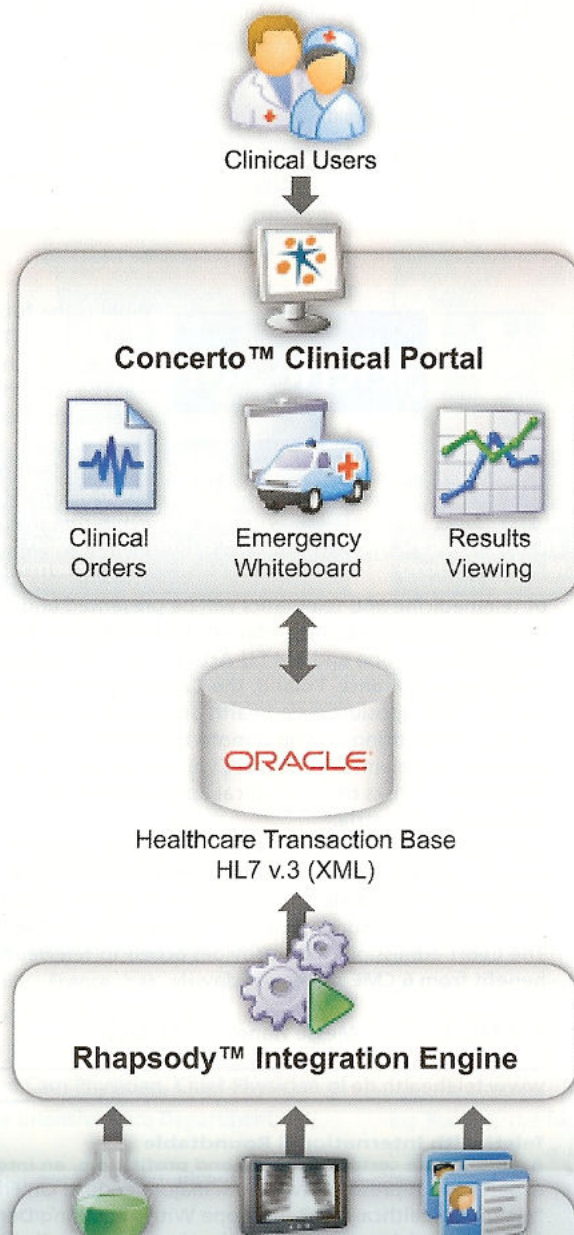 Clinical Users
Concerto™ Clinical Portal
Clinical
Orders
Emergency
Whiteboard
Results
Viewing
ORACLE
Healthcare Transaction Base
HL7 v.3 (XML)
Rhapsody™ Integration Engine